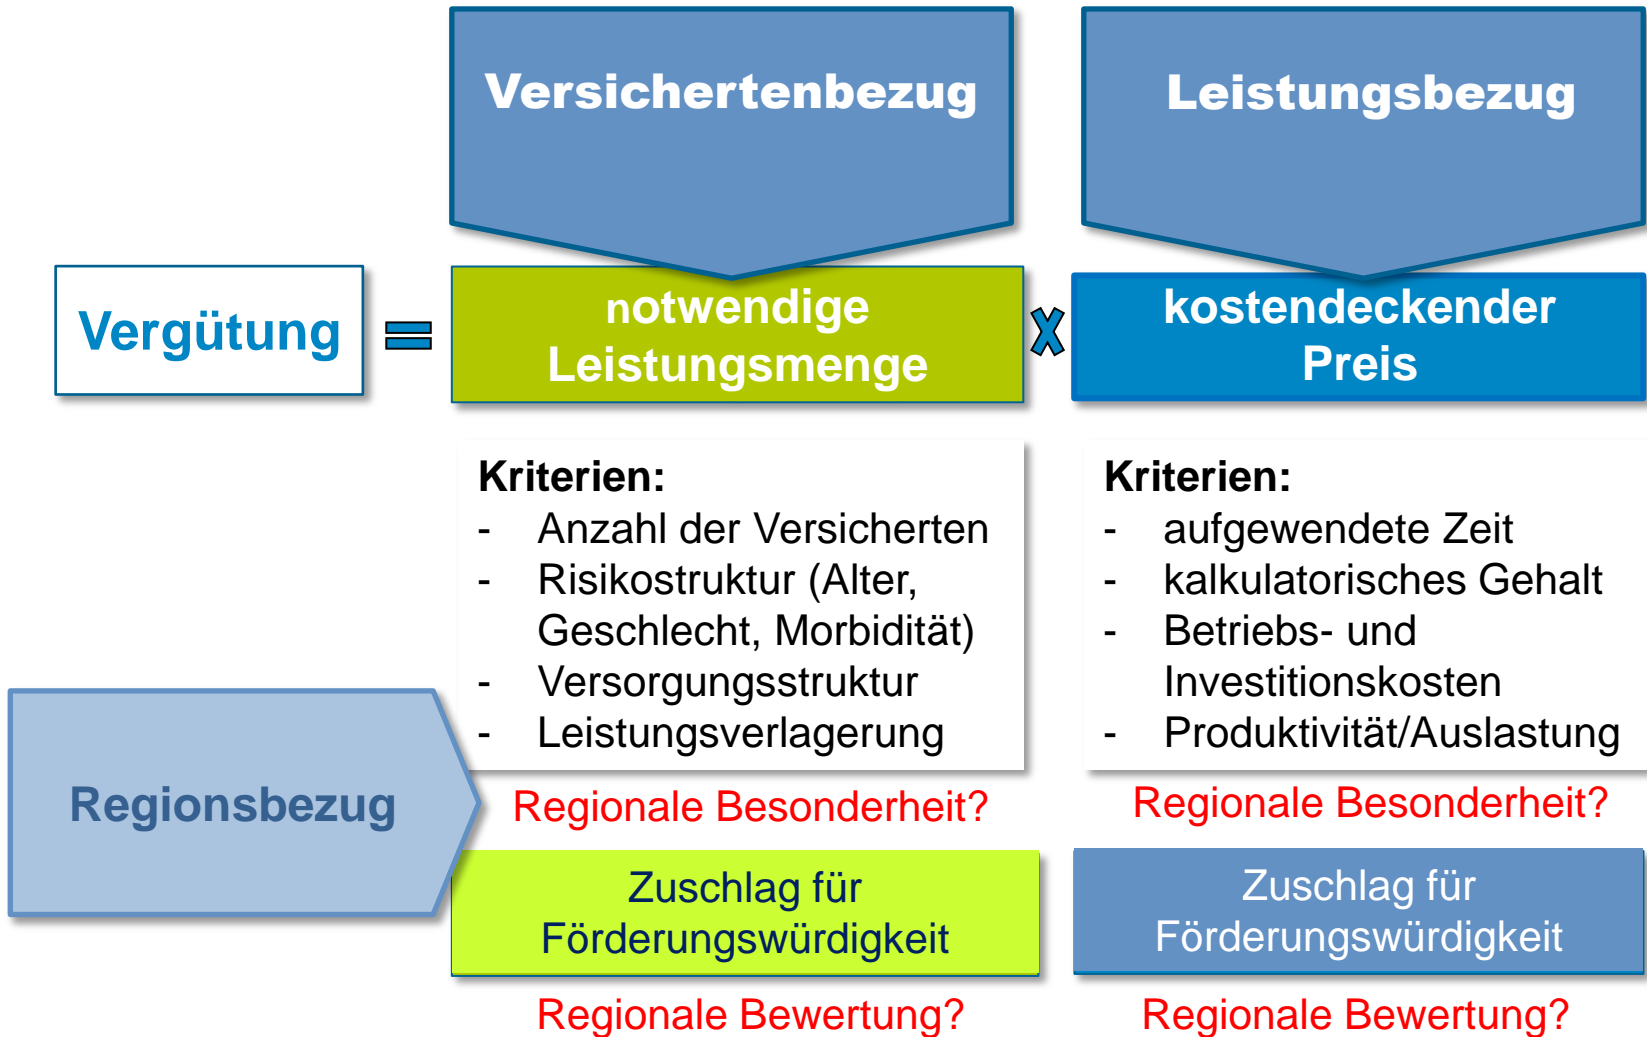 Versichertenbezug
Leistungsbezug
Vergütung
=
notwendige
Leistungsmenge
x
kostendeckender
Preis
Kriterien:
- Anzahl der Versicherten
- Risikostruktur (Alter,
Geschlecht, Morbidität)
- Versorgungsstruktur
- Leistungsverlagerung
Kriterien:
- aufgewendete Zeit
- kalkulatorisches Gehalt
- Betriebs- und
Investitionskosten
- Produktivität/Auslastung
Regionsbezug
Regionale Besonderheit?
Regionale Besonderheit?
Zuschlag für
Förderungswürdigkeit
Zuschlag für
Förderungswürdigkeit
Regionale Bewertung?
Regionale Bewertung?